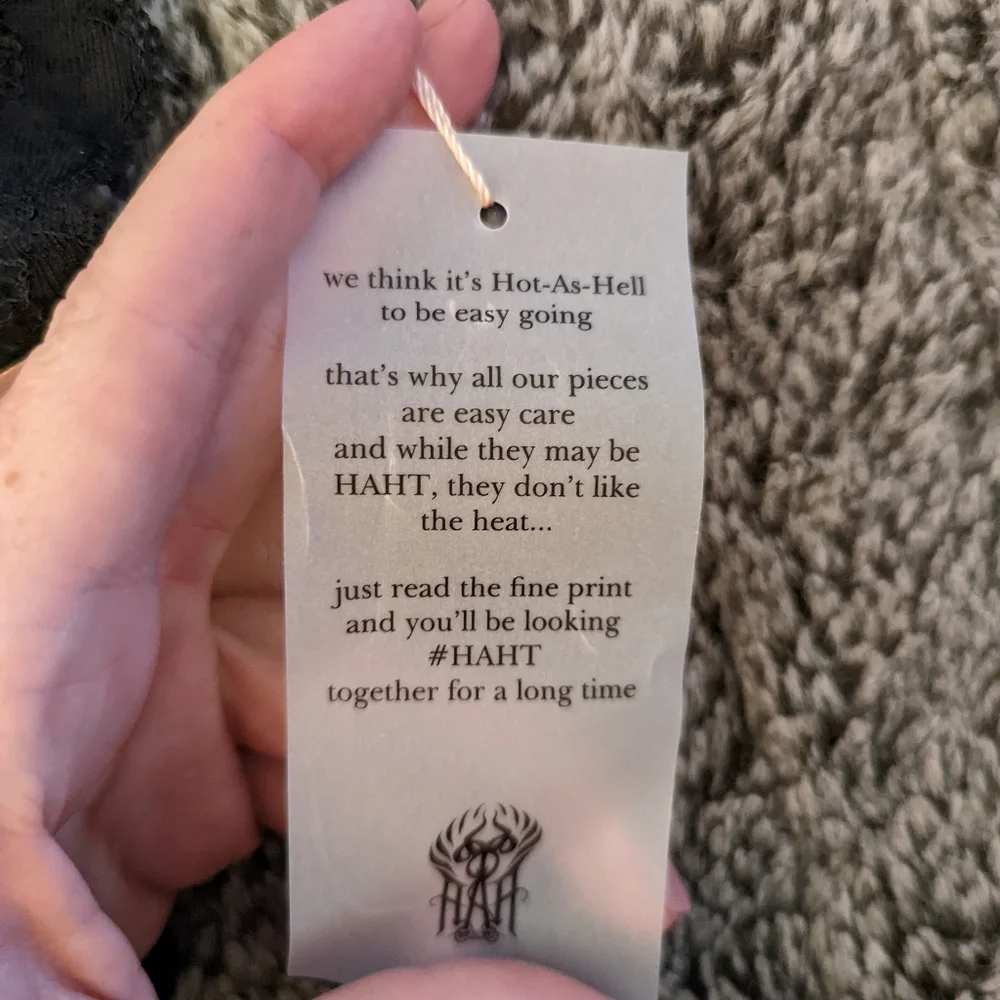 we think it's Hot-As-Hell
to be easy going
that's why all our pieces
are easy care
and while they may be
HAHT, they don't like
the heat...
just read the fine print
and you'll be looking
#HAHT
together for a long time
HAH